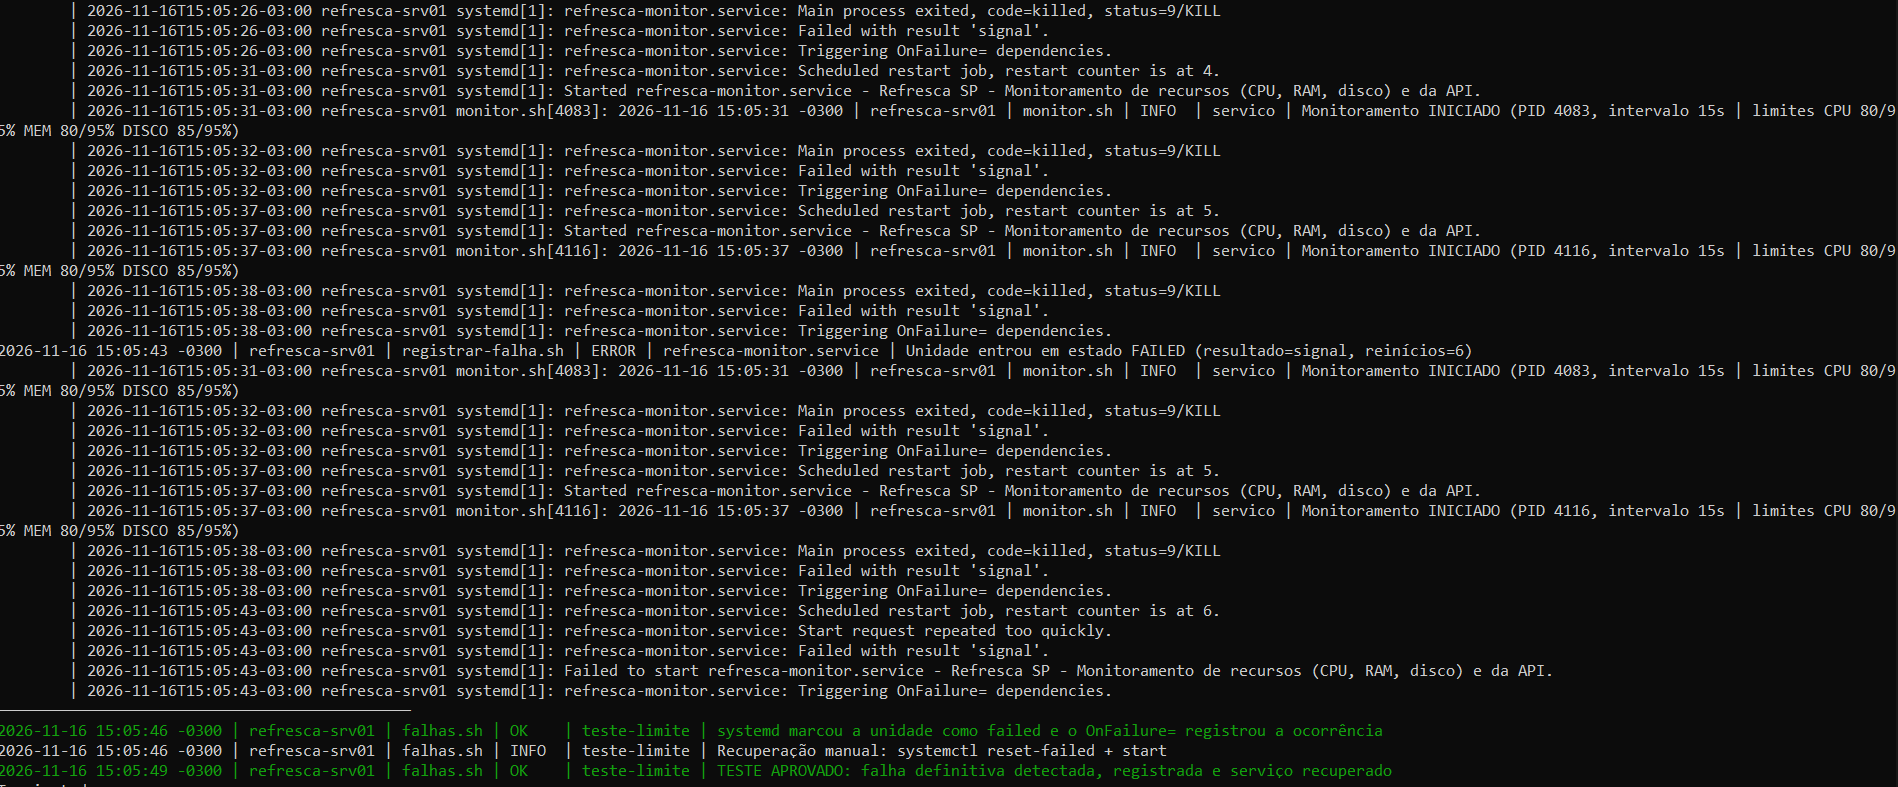 | 2026-11-16T15:05:26-03:00 refresca-srv01 systemd[1]: refresca-monitor.service: Main process exited, code=killed, status=9/KILL
| 2026-11-16T15:05:26-03:00 refresca-srv01 systemd[1]: refresca-monitor.service: Failed with result 'signal'.
| 2026-11-16T15:05:26-03:00 refresca-srv01 systemd[1]: refresca-monitor.service: Triggering OnFailure= dependencies.
| 2026-11-16T15:05:31-03:00 refresca-srv01 systemd[1]: refresca-monitor.service: Scheduled restart job, restart counter is at 4.
| 2026-11-16T15:05:31-03:00 refresca-srv01 systemd[1]: Started refresca-monitor.service - Refresca SP - Monitoramento de recursos (CPU, RAM, disco) e da API.
| 2026-11-16T15:05:31-03:00 refresca-srv01 monitor.sh[4083]: 2026-11-16 15:05:31 -0300 | refresca-srv01 | monitor.sh | INFO  | servico | Monitoramento INICIADO (PID 4083, intervalo 15s | limites CPU 80/9
5% MEM 80/95% DISCO 85/95%)
| 2026-11-16T15:05:32-03:00 refresca-srv01 systemd[1]: refresca-monitor.service: Main process exited, code=killed, status=9/KILL
| 2026-11-16T15:05:32-03:00 refresca-srv01 systemd[1]: refresca-monitor.service: Failed with result 'signal'.
| 2026-11-16T15:05:32-03:00 refresca-srv01 systemd[1]: refresca-monitor.service: Triggering OnFailure= dependencies.
| 2026-11-16T15:05:37-03:00 refresca-srv01 systemd[1]: refresca-monitor.service: Scheduled restart job, restart counter is at 5.
| 2026-11-16T15:05:37-03:00 refresca-srv01 systemd[1]: Started refresca-monitor.service - Refresca SP - Monitoramento de recursos (CPU, RAM, disco) e da API.
| 2026-11-16T15:05:37-03:00 refresca-srv01 monitor.sh[4116]: 2026-11-16 15:05:37 -0300 | refresca-srv01 | monitor.sh | INFO  | servico | Monitoramento INICIADO (PID 4116, intervalo 15s | limites CPU 80/9
5% MEM 80/95% DISCO 85/95%)
| 2026-11-16T15:05:38-03:00 refresca-srv01 systemd[1]: refresca-monitor.service: Main process exited, code=killed, status=9/KILL
| 2026-11-16T15:05:38-03:00 refresca-srv01 systemd[1]: refresca-monitor.service: Failed with result 'signal'.
| 2026-11-16T15:05:38-03:00 refresca-srv01 systemd[1]: refresca-monitor.service: Triggering OnFailure= dependencies.
2026-11-16 15:05:43 -0300 | refresca-srv01 | registrar-falha.sh | ERROR | refresca-monitor.service | Unidade entrou em estado FAILED (resultado=signal, reinícios=6)
| 2026-11-16T15:05:31-03:00 refresca-srv01 monitor.sh[4083]: 2026-11-16 15:05:31 -0300 | refresca-srv01 | monitor.sh | INFO  | servico | Monitoramento INICIADO (PID 4083, intervalo 15s | limites CPU 80/9
5% MEM 80/95% DISCO 85/95%)
| 2026-11-16T15:05:32-03:00 refresca-srv01 systemd[1]: refresca-monitor.service: Main process exited, code=killed, status=9/KILL
| 2026-11-16T15:05:32-03:00 refresca-srv01 systemd[1]: refresca-monitor.service: Failed with result 'signal'.
| 2026-11-16T15:05:32-03:00 refresca-srv01 systemd[1]: refresca-monitor.service: Triggering OnFailure= dependencies.
| 2026-11-16T15:05:37-03:00 refresca-srv01 systemd[1]: refresca-monitor.service: Scheduled restart job, restart counter is at 5.
| 2026-11-16T15:05:37-03:00 refresca-srv01 systemd[1]: Started refresca-monitor.service - Refresca SP - Monitoramento de recursos (CPU, RAM, disco) e da API.
| 2026-11-16T15:05:37-03:00 refresca-srv01 monitor.sh[4116]: 2026-11-16 15:05:37 -0300 | refresca-srv01 | monitor.sh | INFO  | servico | Monitoramento INICIADO (PID 4116, intervalo 15s | limites CPU 80/9
5% MEM 80/95% DISCO 85/95%)
| 2026-11-16T15:05:38-03:00 refresca-srv01 systemd[1]: refresca-monitor.service: Main process exited, code=killed, status=9/KILL
| 2026-11-16T15:05:38-03:00 refresca-srv01 systemd[1]: refresca-monitor.service: Failed with result 'signal'.
| 2026-11-16T15:05:38-03:00 refresca-srv01 systemd[1]: refresca-monitor.service: Triggering OnFailure= dependencies.
| 2026-11-16T15:05:43-03:00 refresca-srv01 systemd[1]: refresca-monitor.service: Scheduled restart job, restart counter is at 6.
| 2026-11-16T15:05:43-03:00 refresca-srv01 systemd[1]: refresca-monitor.service: Start request repeated too quickly.
| 2026-11-16T15:05:43-03:00 refresca-srv01 systemd[1]: refresca-monitor.service: Failed with result 'signal'.
| 2026-11-16T15:05:43-03:00 refresca-srv01 systemd[1]: Failed to start refresca-monitor.service - Refresca SP - Monitoramento de recursos (CPU, RAM, disco) e da API.
| 2026-11-16T15:05:43-03:00 refresca-srv01 systemd[1]: refresca-monitor.service: Triggering OnFailure= dependencies.
2026-11-16 15:05:46 -0300 | refresca-srv01 | falhas.sh | OK    | teste-limite | systemd marcou a unidade como failed e o OnFailure= registrou a ocorrência
2026-11-16 15:05:46 -0300 | refresca-srv01 | falhas.sh | INFO  | teste-limite | Recuperação manual: systemctl reset-failed + start
2026-11-16 15:05:49 -0300 | refresca-srv01 | falhas.sh | OK    | teste-limite | TESTE APROVADO: falha definitiva detectada, registrada e serviço recuperado